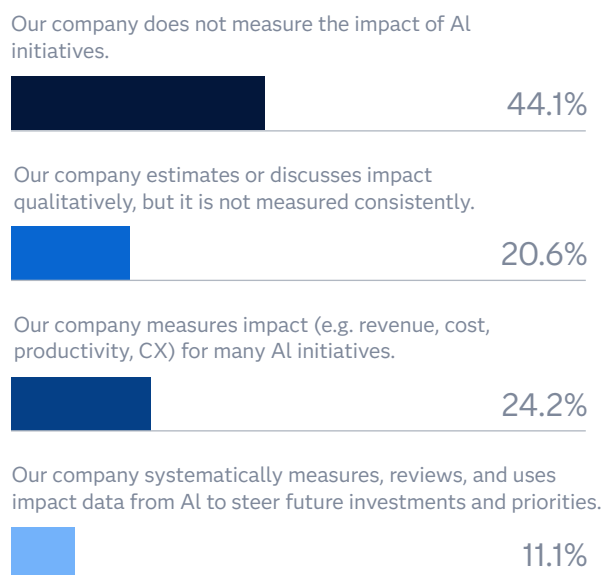 Our company does not measure the impact of AI
initiatives.
44.1%
Our company estimates or discusses impact
qualitatively, but it is not measured consistently.
20.6%
Our company measures impact (e.g. revenue, cost,
productivity, CX) for many AI initiatives.
24.2%
Our company systematically measures, reviews, and uses
impact data from AI to steer future investments and priorities.
11.1%